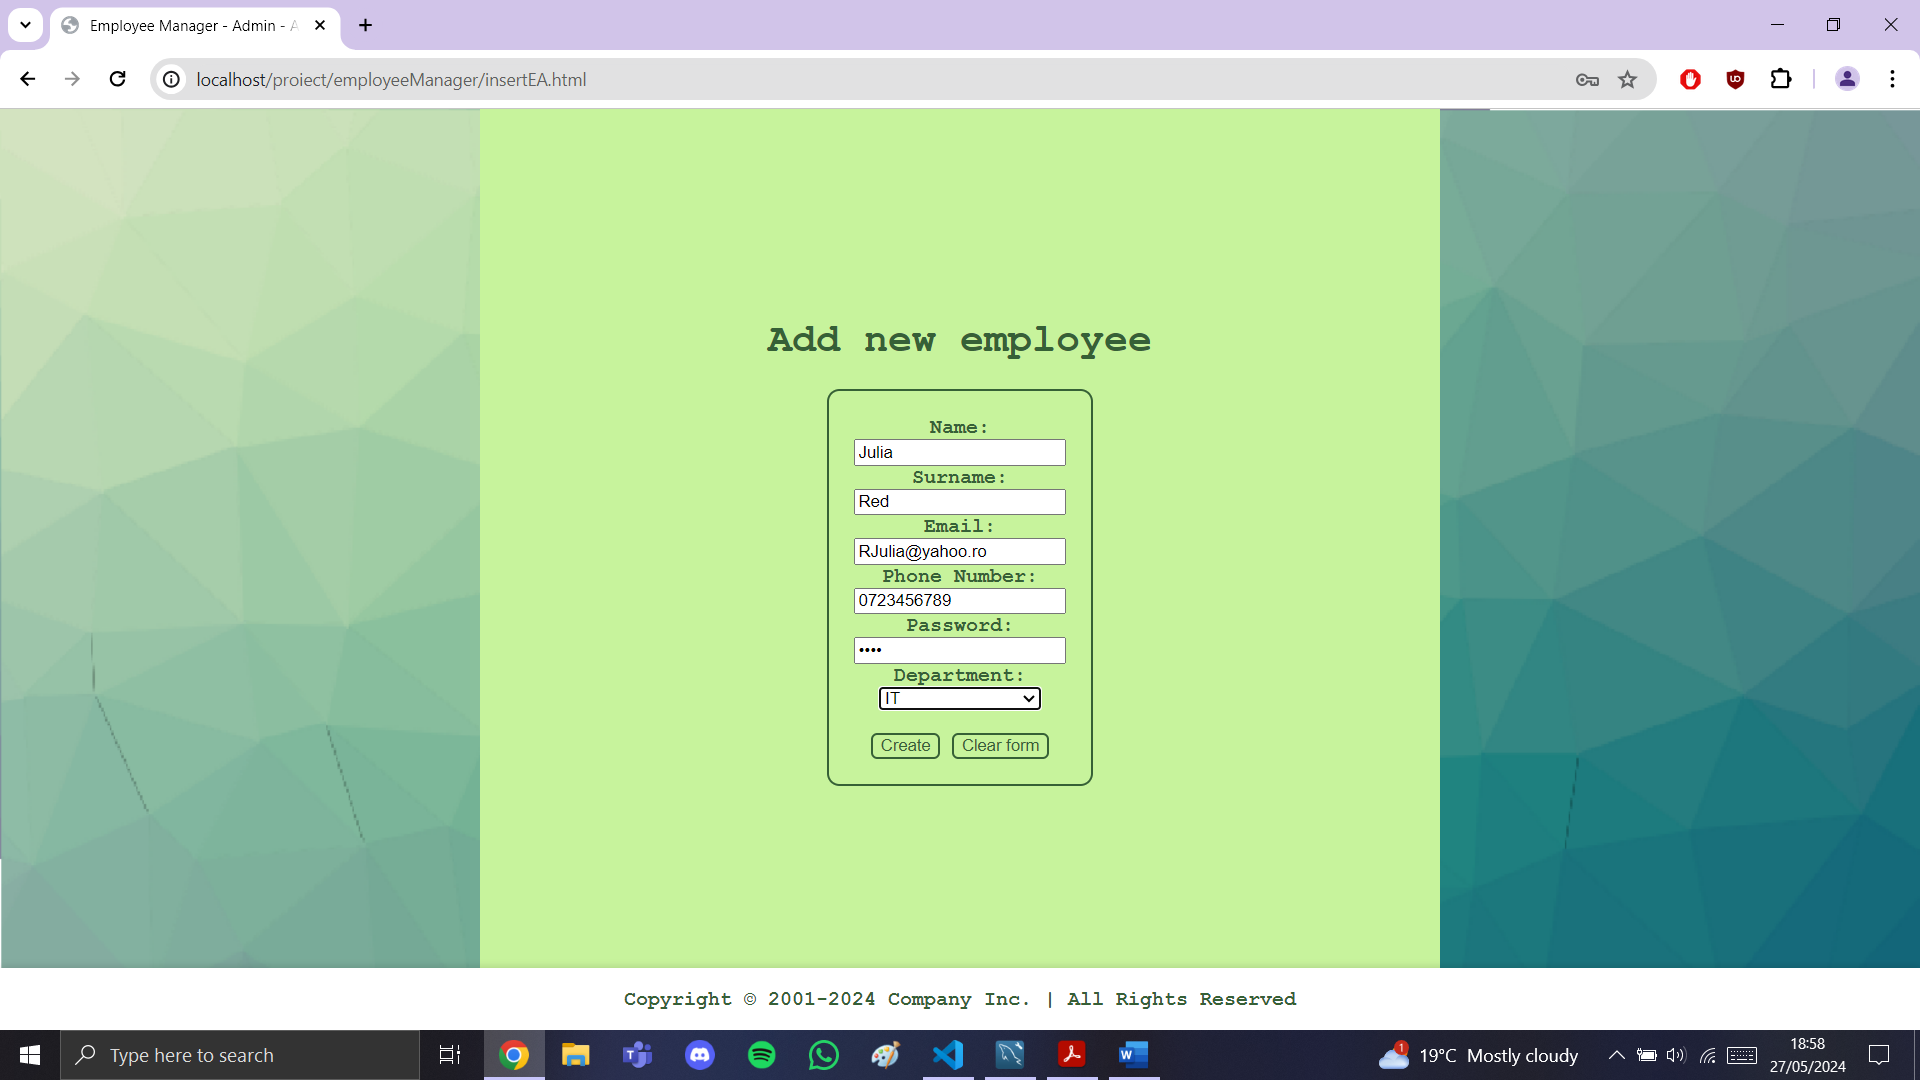 Employee Manager - Admin - A
localhost/proiect/employeeManager/insertEA.html
Add new employee
Name:
Julia
Surname:
Red
Email:
RJulia@yahoo.ro
Phone Number:
0723456789
Password:
••••
Department:
IT
Create Clear form
Copyright © 2001-2024 Company Inc. | All Rights Reserved
Type here to search
1
19°C Mostly cloudy
18:58
27/05/2024